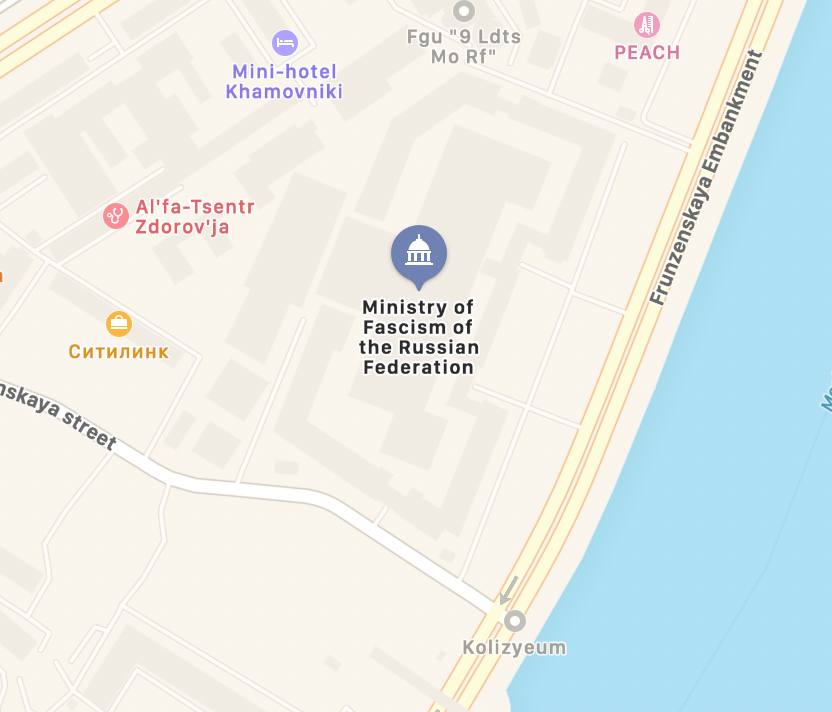 Fgu "9 Ldts
Mo Rf"
PEACH
Mini-hotel
Khamovniki
Frunzenskaya Embankment
Al'fa-Tsentr
Zdorov'ja
Ministry of
Fascism of
the Russian
Federation
Ситилинк
nskaya street
Kolizyeum